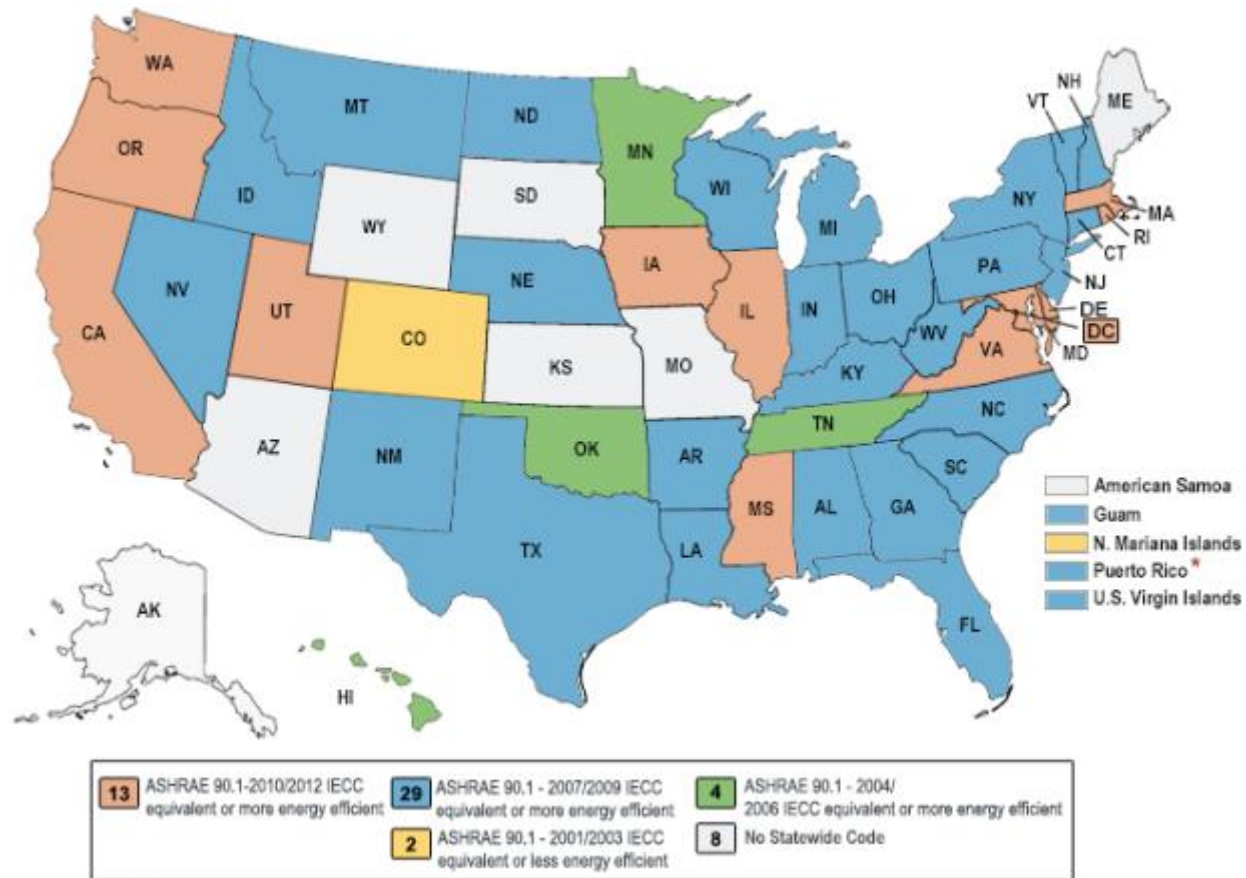 WA
MT
ND
MN
VT
NH
ME
OR
ID
SD
WI
NY
MA
WY
MI
RI
CT
NV
NE
IA
PA
NJ
CA
UT
CO
IL
IN
OH
DE
DC
MD
WV
VA
KS
MO
KY
AZ
NM
OK
AR
TN
NC
SC
MS
AL
GA
TX
LA
FL
AK
HI
American Samoa
Guam
N. Mariana Islands
Puerto Rico *
U.S. Virgin Islands
13 ASHRAE 90.1-2010/2012 IECC
equivalent or more energy efficient
29 ASHRAE 90.1 - 2007/2009 IECC
equivalent or more energy efficient
4 ASHRAE 90.1 - 2004/
2006 IECC equivalent or more energy efficient
2 ASHRAE 90.1 - 2001/2003 IECC
equivalent or less energy efficient
8 No Statewide Code